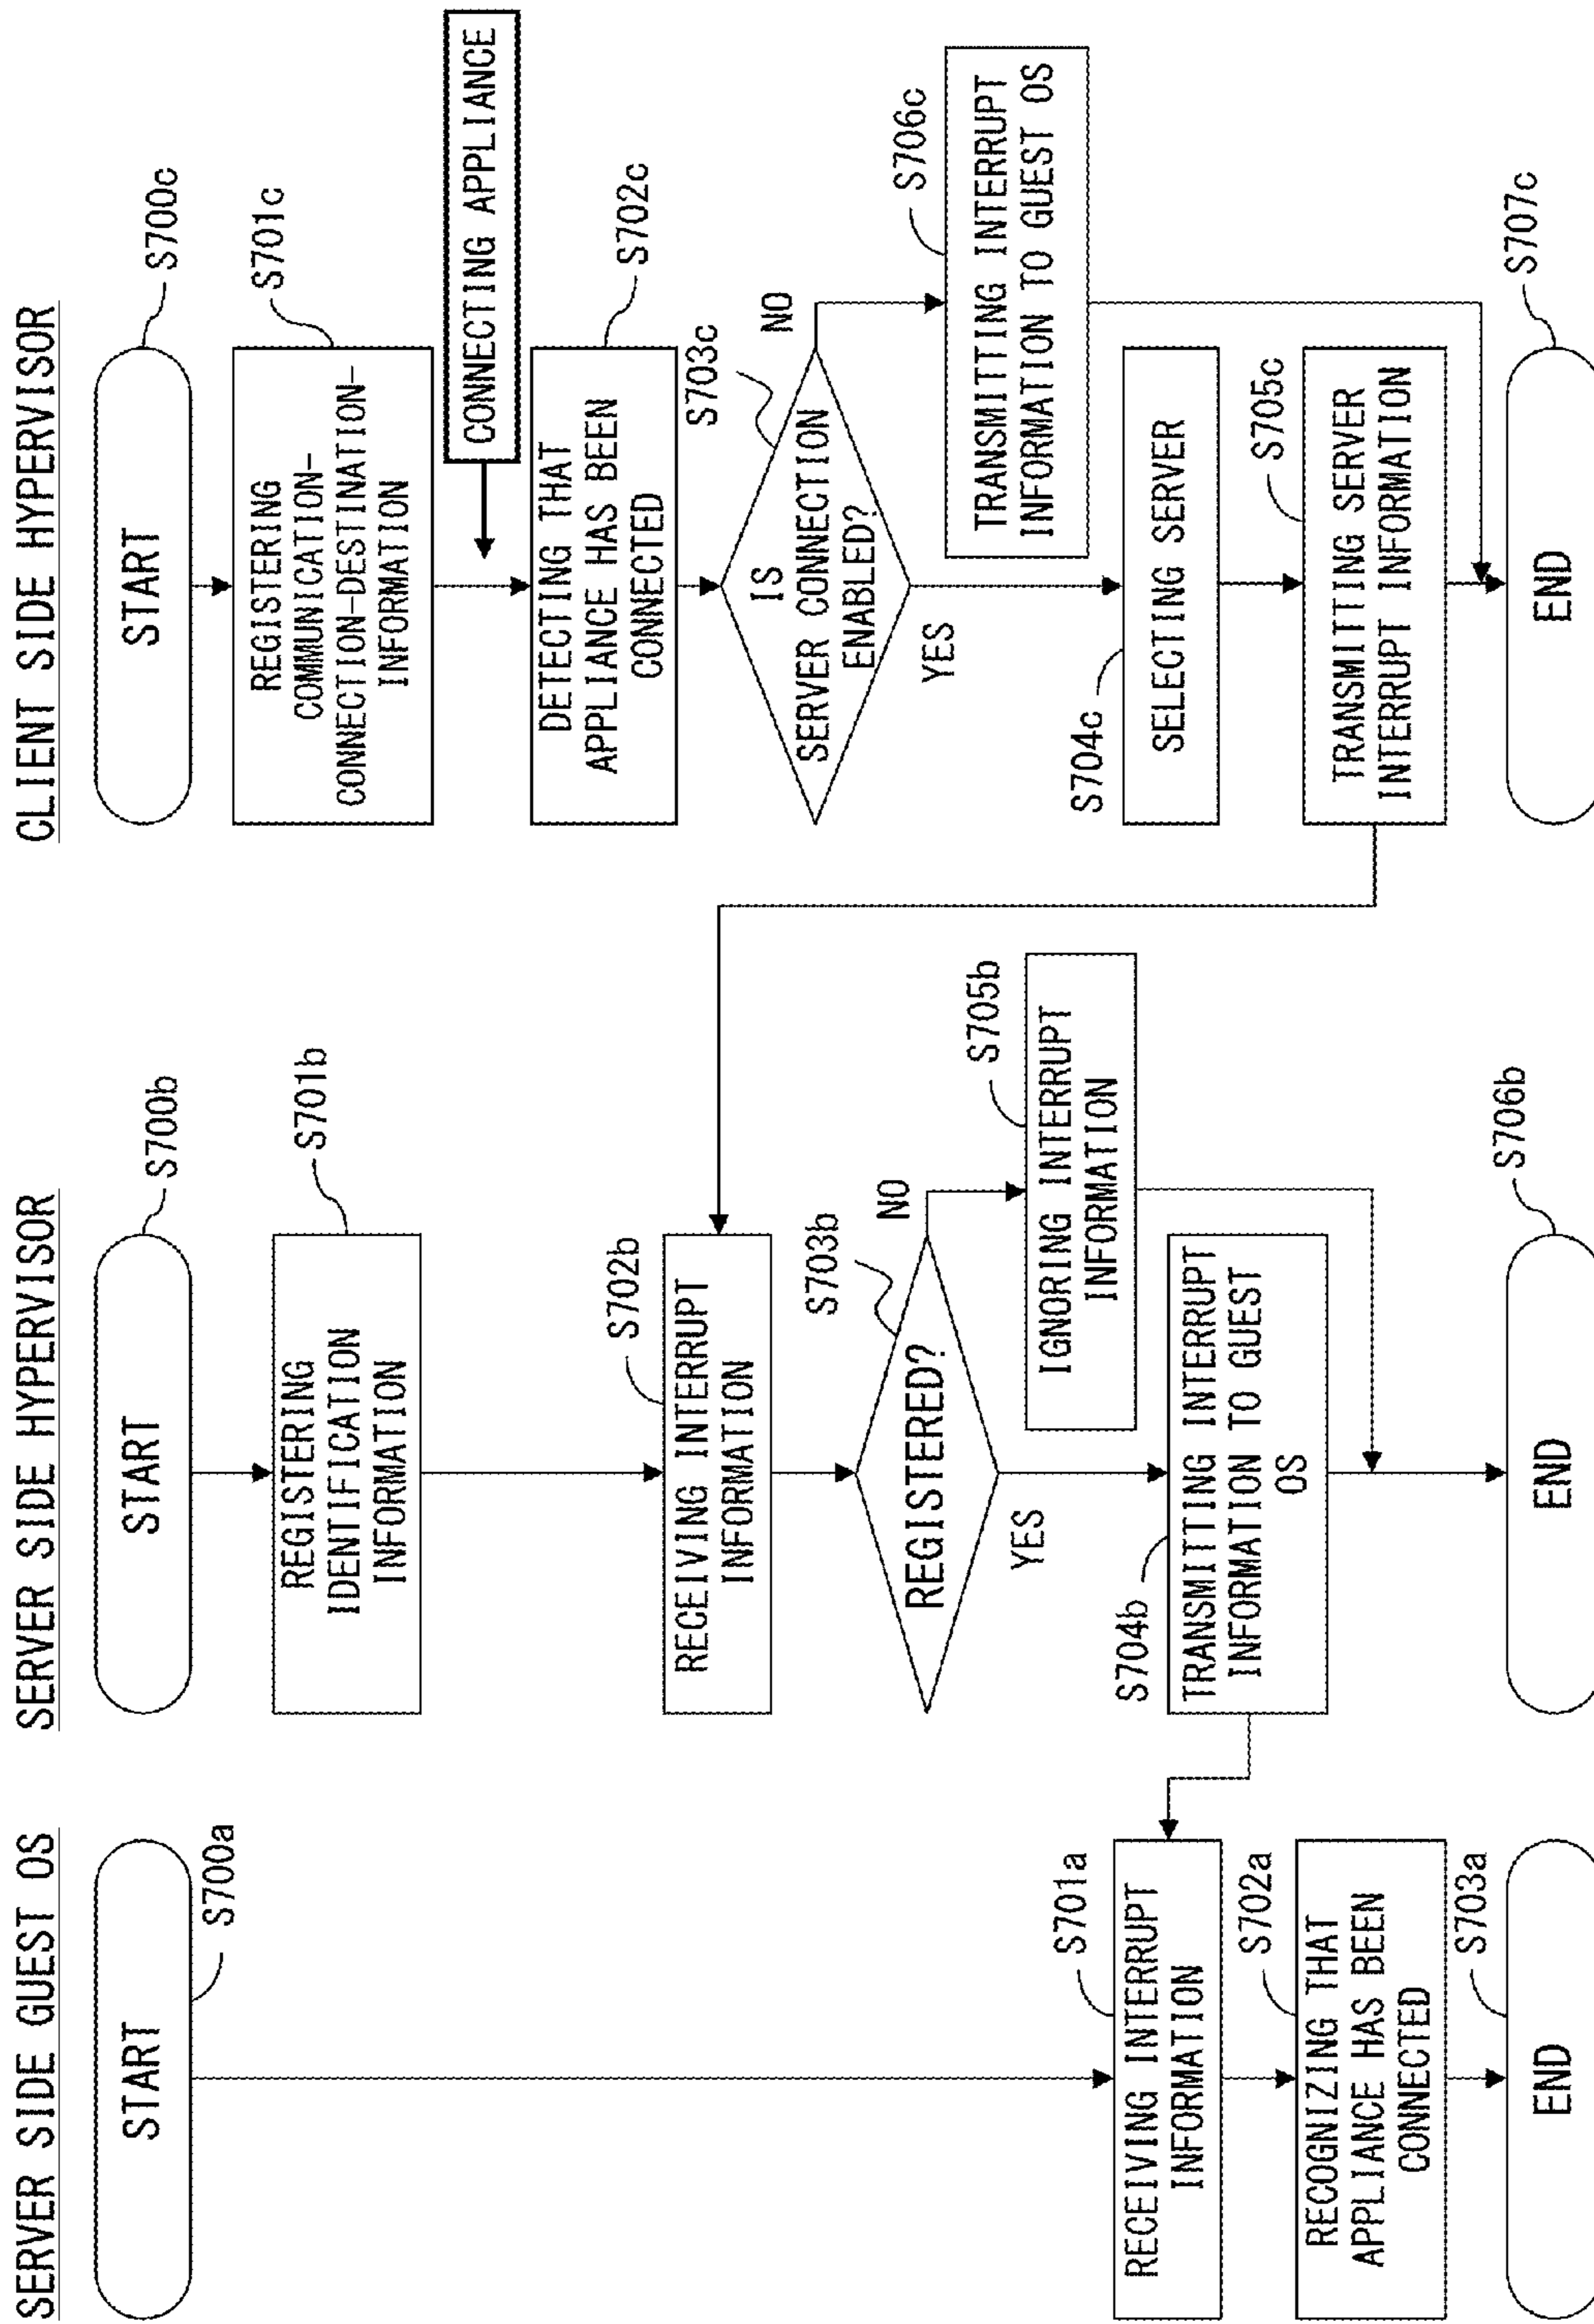 SERVER SIDE GUEST OS
START
S700a
S701a
RECEIVING INTERRUPT
INFORMATION
S702a
RECOGNIZING THAT
APPLIANCE HAS BEEN
CONNECTED
S703a
END
SERVER SIDE HYPERVISOR
START
S700b
S701b
REGISTERING
IDENTIFICATION
INFORMATION
S702b
RECEIVING INTERRUPT
INFORMATION
S703b
REGISTERED?
NO
YES
S705b
IGNORING INTERRUPT
INFORMATION
S704b
TRANSMITTING INTERRUPT
INFORMATION TO GUEST
OS
S706b
END
CLIENT SIDE HYPERVISOR
START
S700c
S701c
REGISTERING
COMMUNICATION-
CONNECTION-DESTINATION-
INFORMATION
CONNECTING APPLIANCE
S702c
DETECTING THAT
APPLIANCE HAS BEEN
CONNECTED
S703c
IS
SERVER CONNECTION
ENABLED?
NO
YES
S706c
TRANSMITTING INTERRUPT
INFORMATION TO GUEST OS
S704c
SELECTING SERVER
S705c
TRANSMITTING SERVER
INTERRUPT INFORMATION
S707c
END